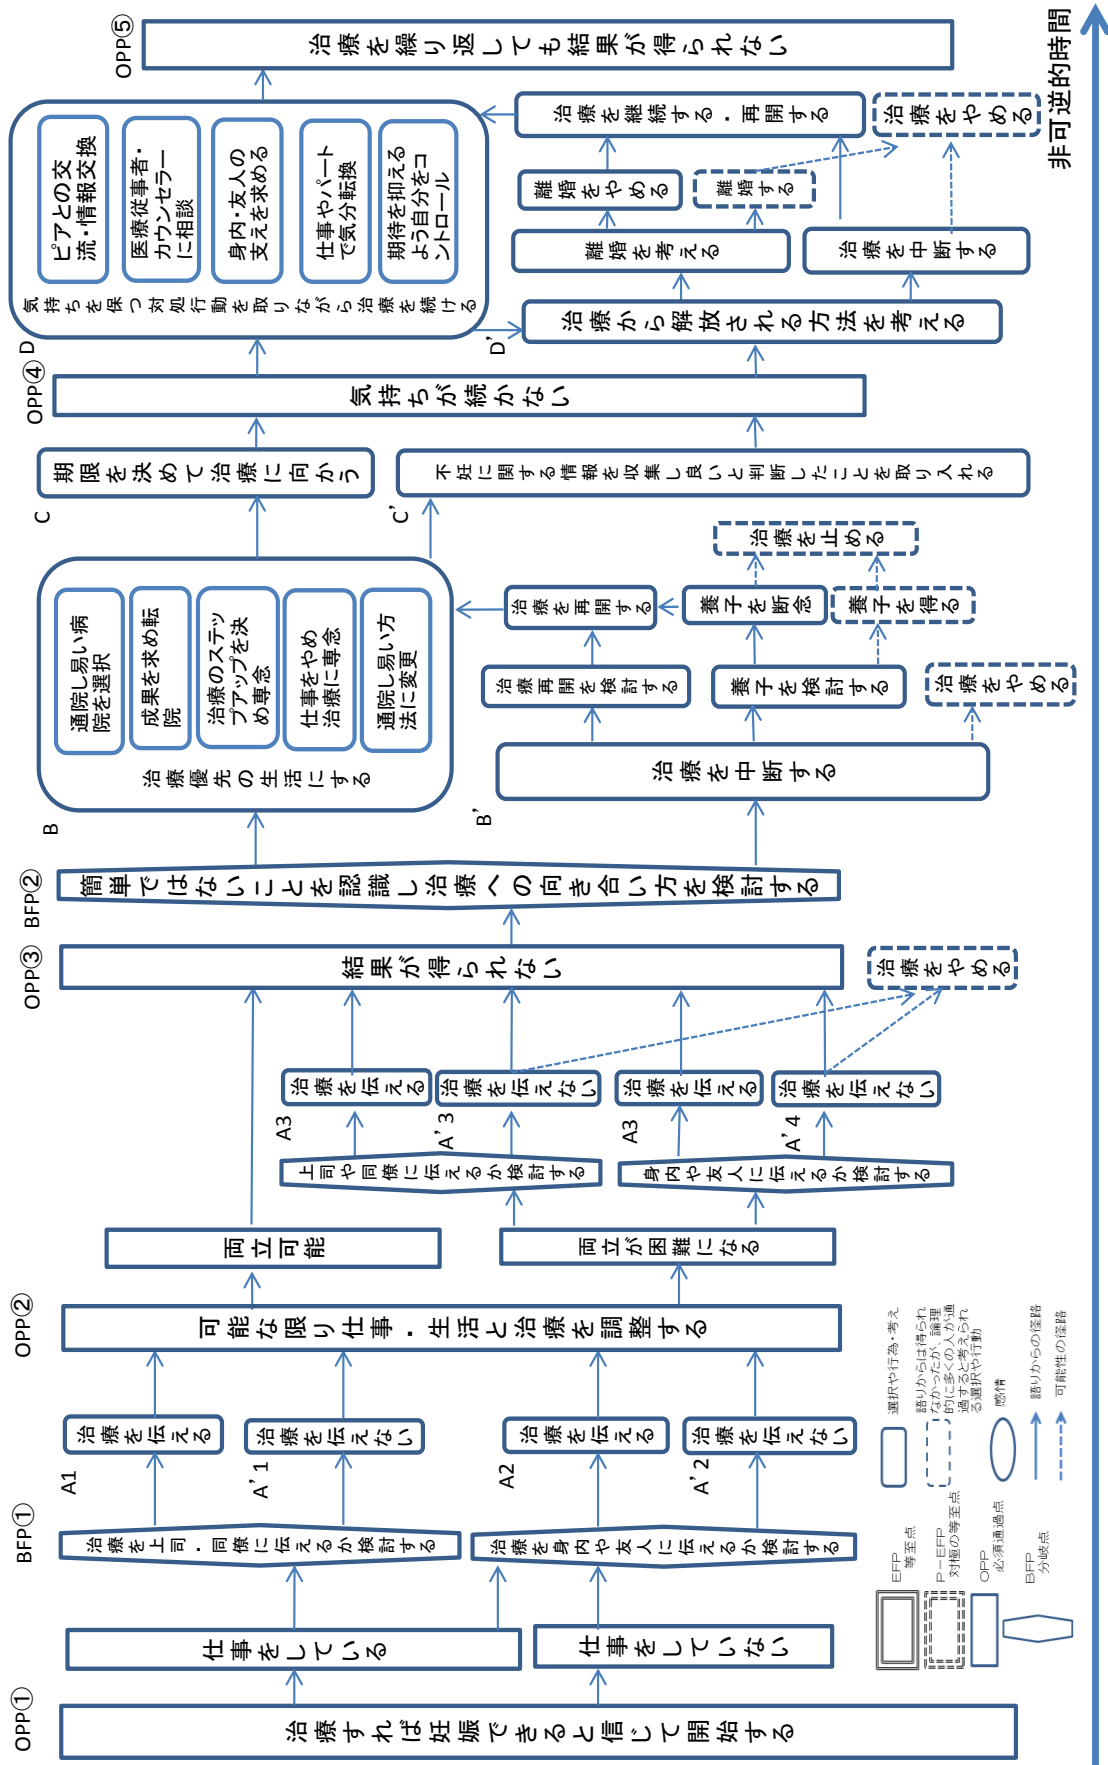 OPP①
治療すれば妊娠できると信じて開始する
仕事をしている
仕事をしていない
BFP①
治療を上司・同僚に伝えるか検討する
治療を身内や友人に伝えるか検討する
A1
治療を伝える
A'1
治療を伝えない
A2
治療を伝える
A'2
治療を伝えない
OPP②
可能な限り仕事・生活と治療を調整する
両立可能
両立が困難になる
上司や同僚に伝えるか検討する
身内や友人に伝えるか検討する
A3
治療を伝える
A'3
治療を伝えない
A3
治療を伝える
A'4
治療を伝えない
OPP③
結果が得られない
治療をやめる
BFP②
簡単ではないことを認識し治療への向き合い方を検討する
B
治療優先の生活にする
通院し易い病
院を選択
成果を求め転
院
治療のステッ
プアップを決
め専念
仕事をやめ
治療に専念
通院し易い方
法に変更
B'
治療を中断する
治療再開を検討する
養子を検討する
治療をやめる
治療を再開する
養子を断念
養子を得る
治療を止める
C
期限を決めて治療に向かう
C'
不妊に関する情報を収集し良いと判断したことを取り入れる
OPP④
気持ちが続かない
D
気持ちを保つ対処行動を取りながら治療を続ける
ピアとの交
流・情報交換
医療従事者・
カウンセラー
に相談
身内・友人の
支えを求める
仕事やパート
で気分転換
期待を抑える
よう自分をコ
ントロール
D'
治療から解放される方法を考える
離婚を考える
治療を中断する
離婚をやめる
離婚する
治療を継続する・再開する
治療をやめる
OPP⑤
治療を繰り返しても結果が得られない
EFP
等至点
P-EFP
対極の等至点
OPP
必須通過点
BFP
分岐点
選択や行為・考え
語りからは得られ
なかったが、論理
的に多くの人が通
過すると考えられ
る選択や行動
感情
語りからの径路
可能性の径路
非可逆的時間